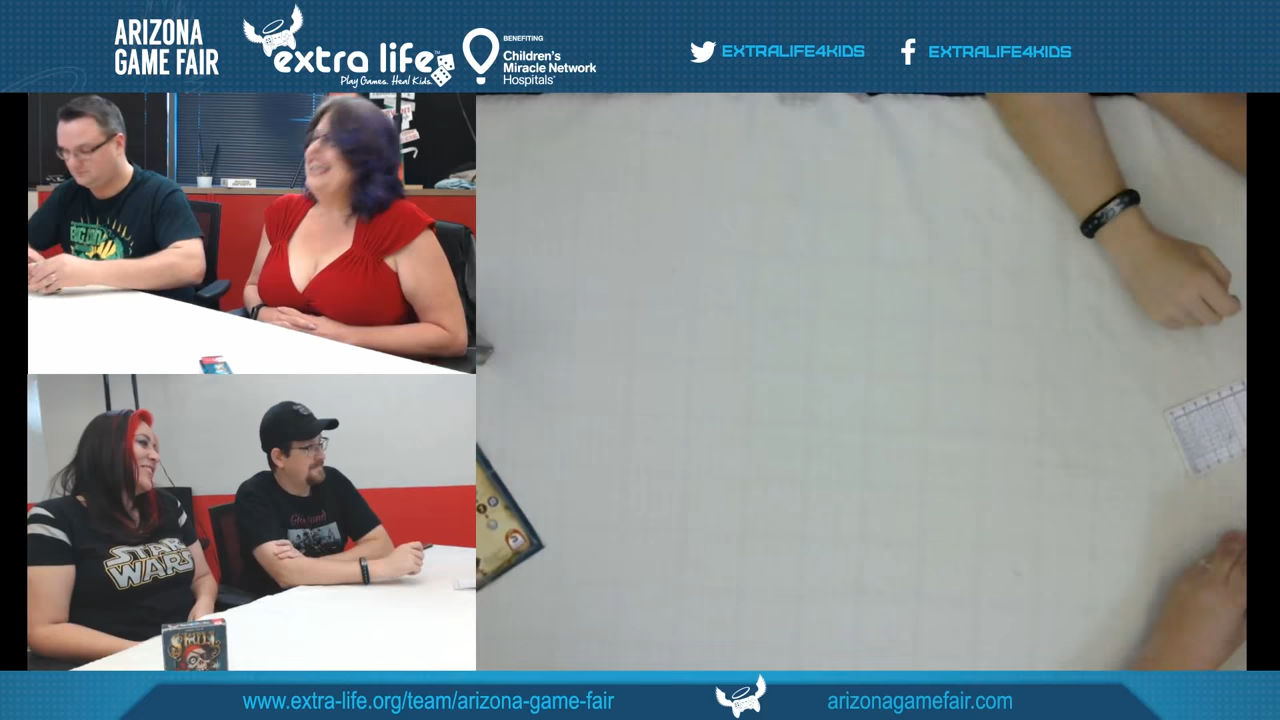 ARIZONA
GAME FAIR
extra life
Play Games. Heal Kids.
BENEFITING
Children's
Miracle Network
Hospitals
EXTRALIFE4KIDS
EXTRALIFE4KIDS
STAR
WARS
SKULL
www.extra-life.org/team/arizona-game-fair
arizonagamefair.com